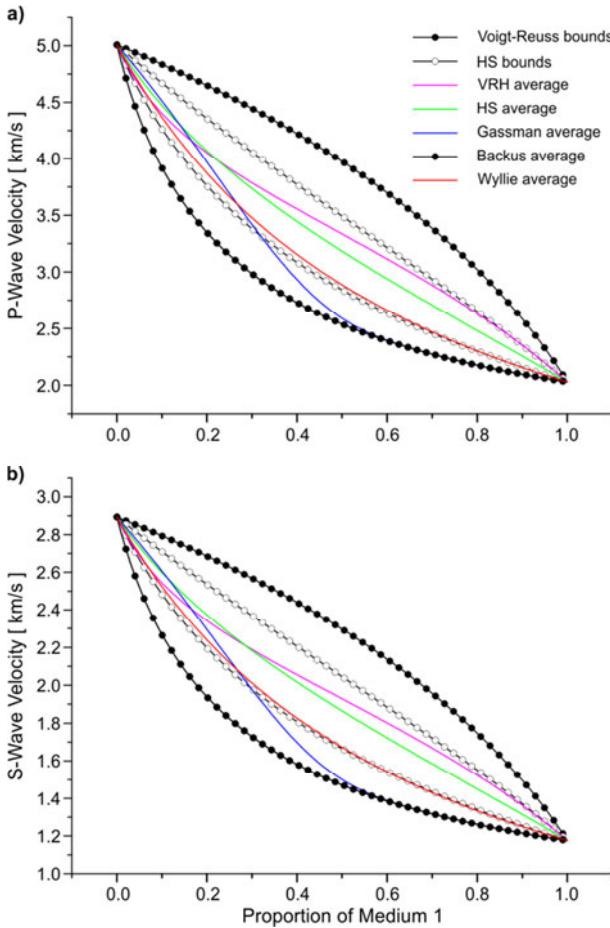 a)
Voigt-Reuss bounds
HS bounds
VRH average
HS average
Gassman average
Backus average
Wyllie average
5.0
4.5
4.0
3.5
3.0
2.5
2.0
P-Wave Velocity [ km/s ]
0.0 0.2 0.4 0.6 0.8 1.0
b)
3.0
2.8
2.6
2.4
2.2
2.0
1.8
1.6
1.4
1.2
1.0
S-Wave Velocity [ km/s ]
0.0 0.2 0.4 0.6 0.8 1.0
Proportion of Medium 1